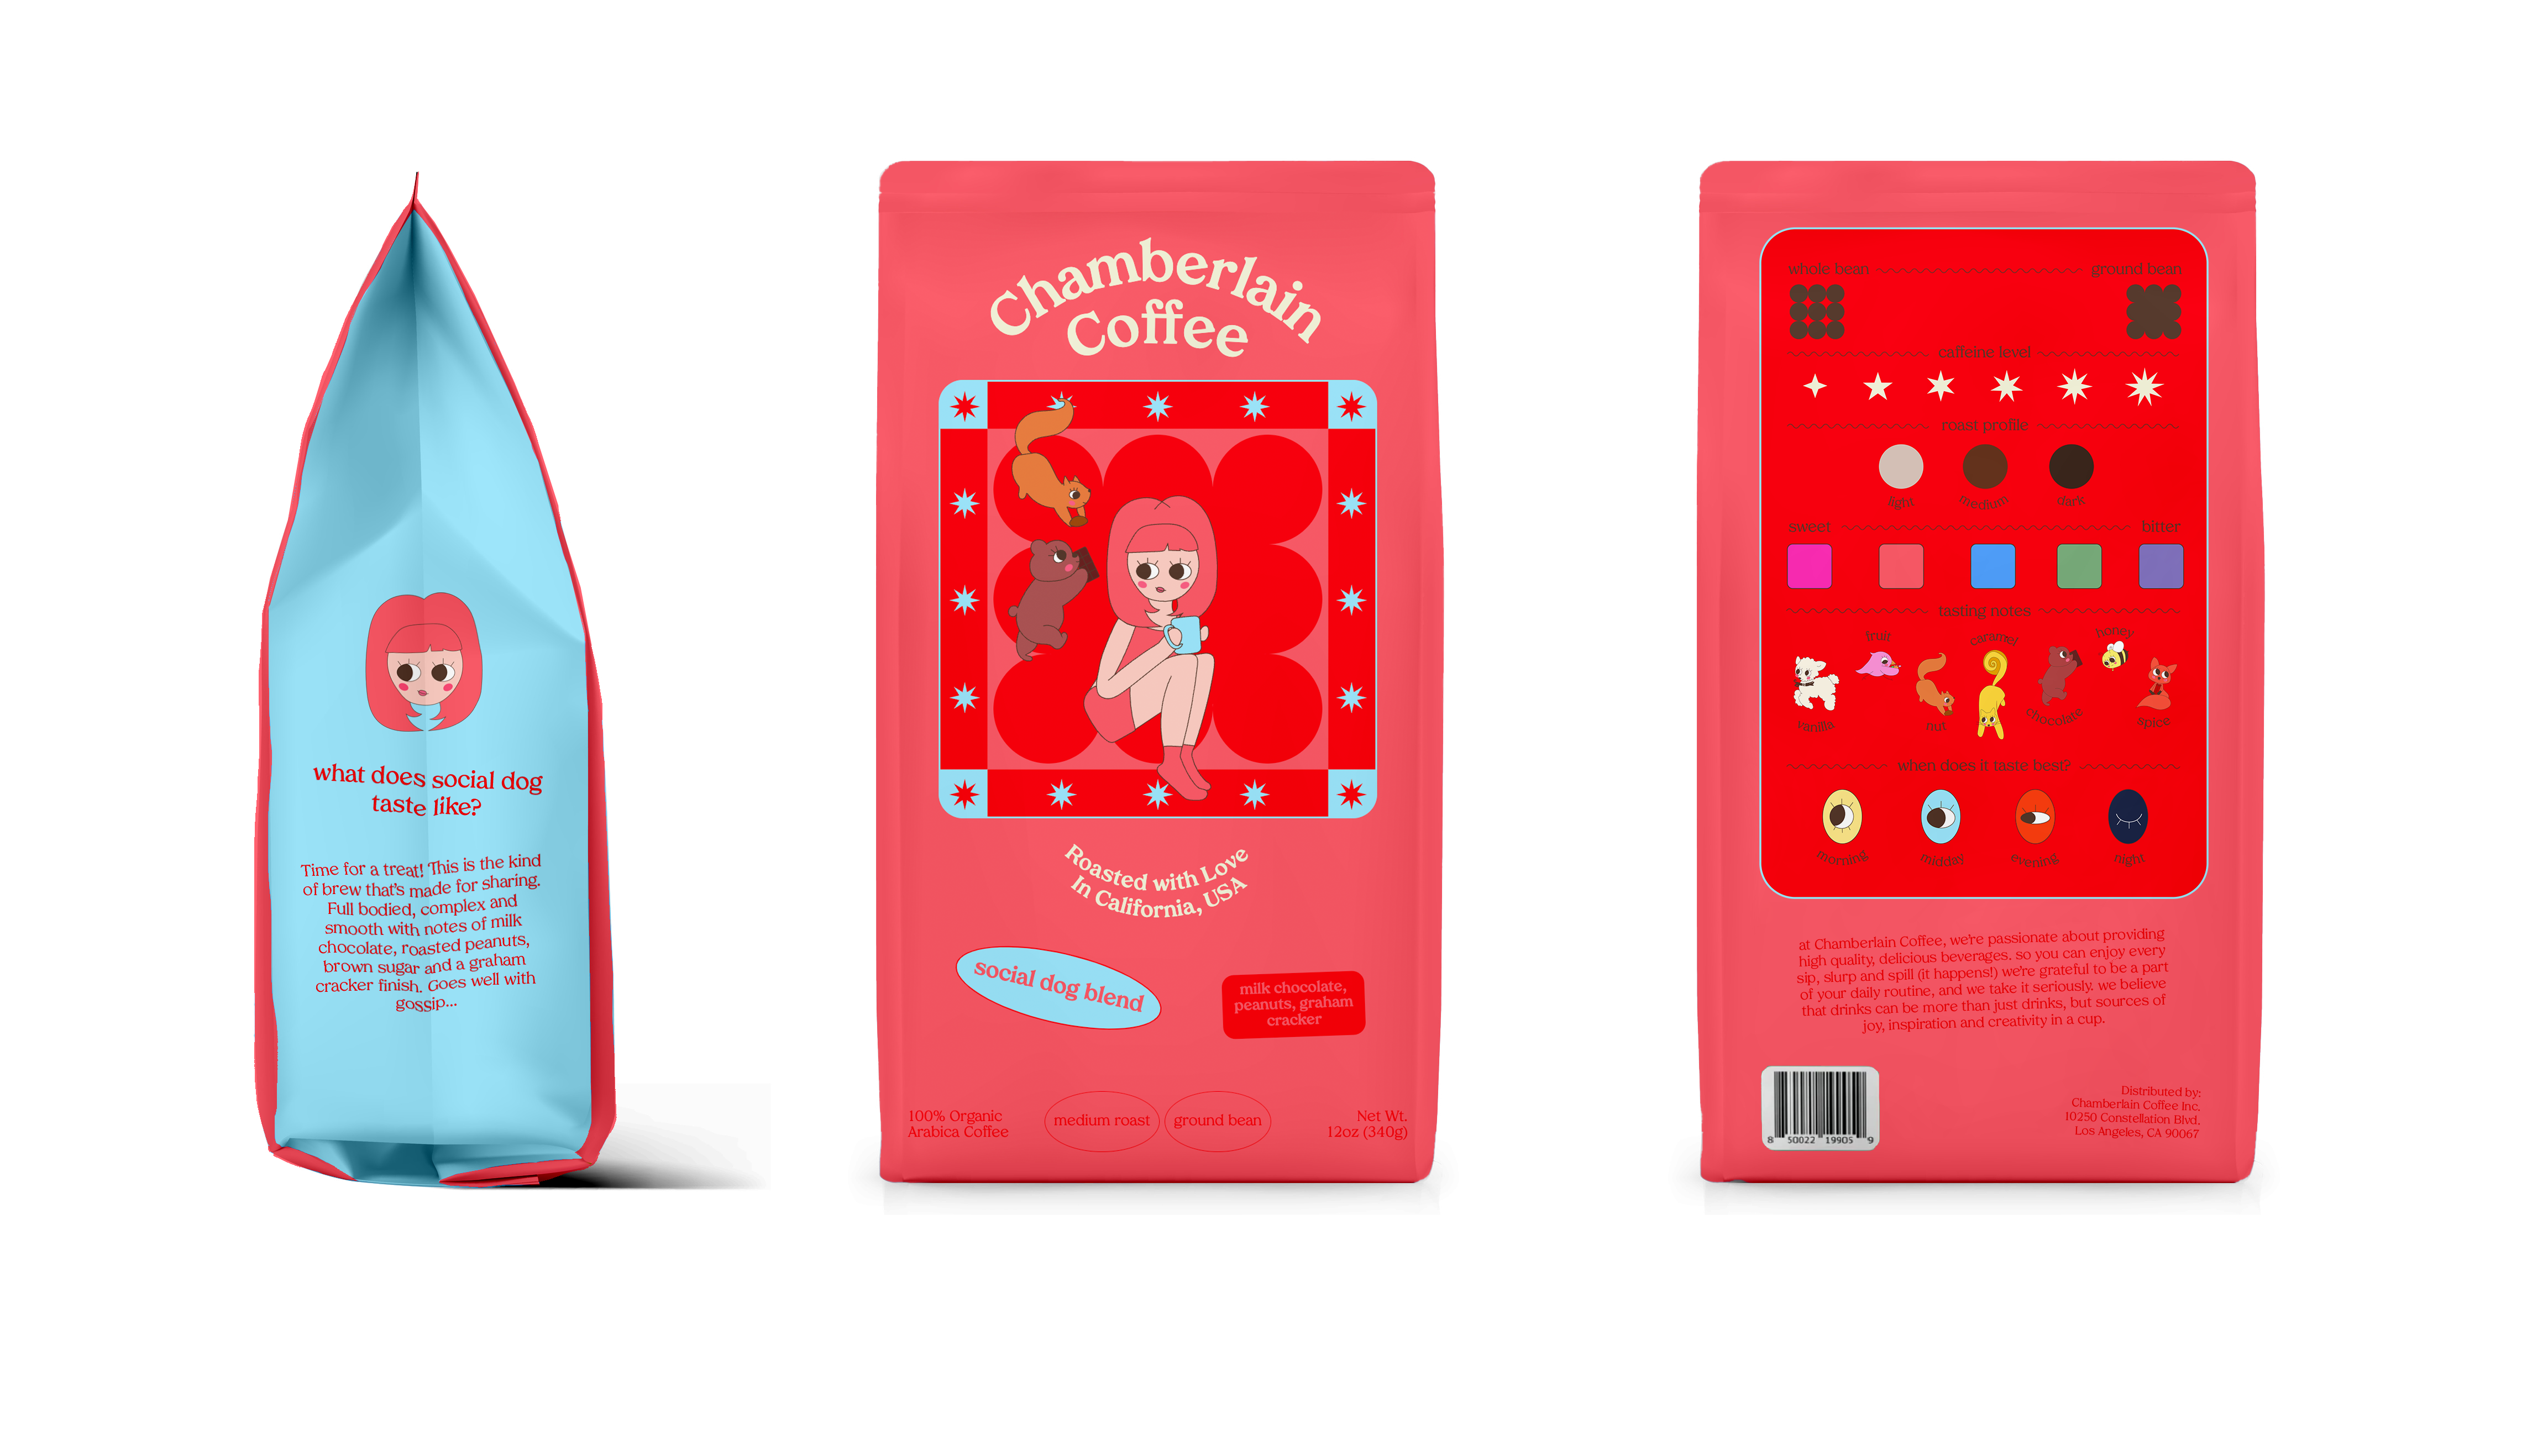 what does social dog
taste like?
Time for a treat! This is the kind
of brew that's made for sharing.
Full bodied, complex and
smooth with notes of milk
chocolate, roasted peanuts,
brown sugar and a graham
cracker finish. Goes well with
gossip...
Chamberlain
Coffee
Roasted with Love
In California, USA
social dog blend
milk chocolate,
peanuts, graham
cracker
100% Organic
Arabica Coffee
medium roast
ground bean
Net Wt.
12oz (340g)
whole bean
ground bean
caffeine level
roast profile
light
medium
dark
sweet
bitter
tasting notes
vanilla
fruit
nut
caramel
chocolate
honey
spice
when does it taste best?
morning
midday
evening
night
at Chamberlain Coffee, we're passionate about providing
high quality, delicious beverages. so you can enjoy every
sip, slurp and spill (it happens!) we're grateful to be a part
of your daily routine, and we take it seriously. we believe
that drinks can be more than just drinks, but sources of
joy, inspiration and creativity in a cup.
8 50022 19905 9
Distributed by:
Chamberlain Coffee Inc.
10250 Constellation Blvd.
Los Angeles, CA 90067